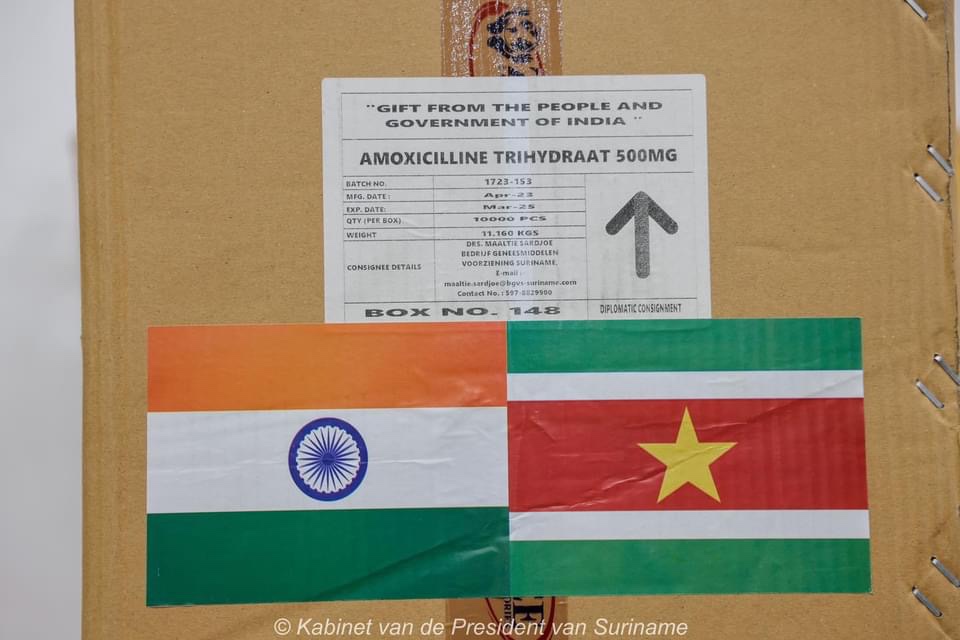 "GIFT FROM THE PEOPLE AND
GOVERNMENT OF INDIA "
AMOXICILLINE TRIHYDRAAT 500MG
BATCH NO. 1723-153
MFG. DATE : Apr-23
EXP. DATE: Mar-25
QTY (PER BOX) 10000 PCS
WEIGHT 11.160 KGS
CONSIGNEE DETAILS
DRS. MAALTIE SARDJOE
BEDRIJF GENEESMIDDELEN
VOORZIENING SURINAME.
E-mail :-
maaltie.sardjoe@bgvs-suriname.com
Contact No. : 597-8829900
BOX NO. 148
DIPLOMATIC CONSIGNMENT
© Kabinet van de President van Suriname